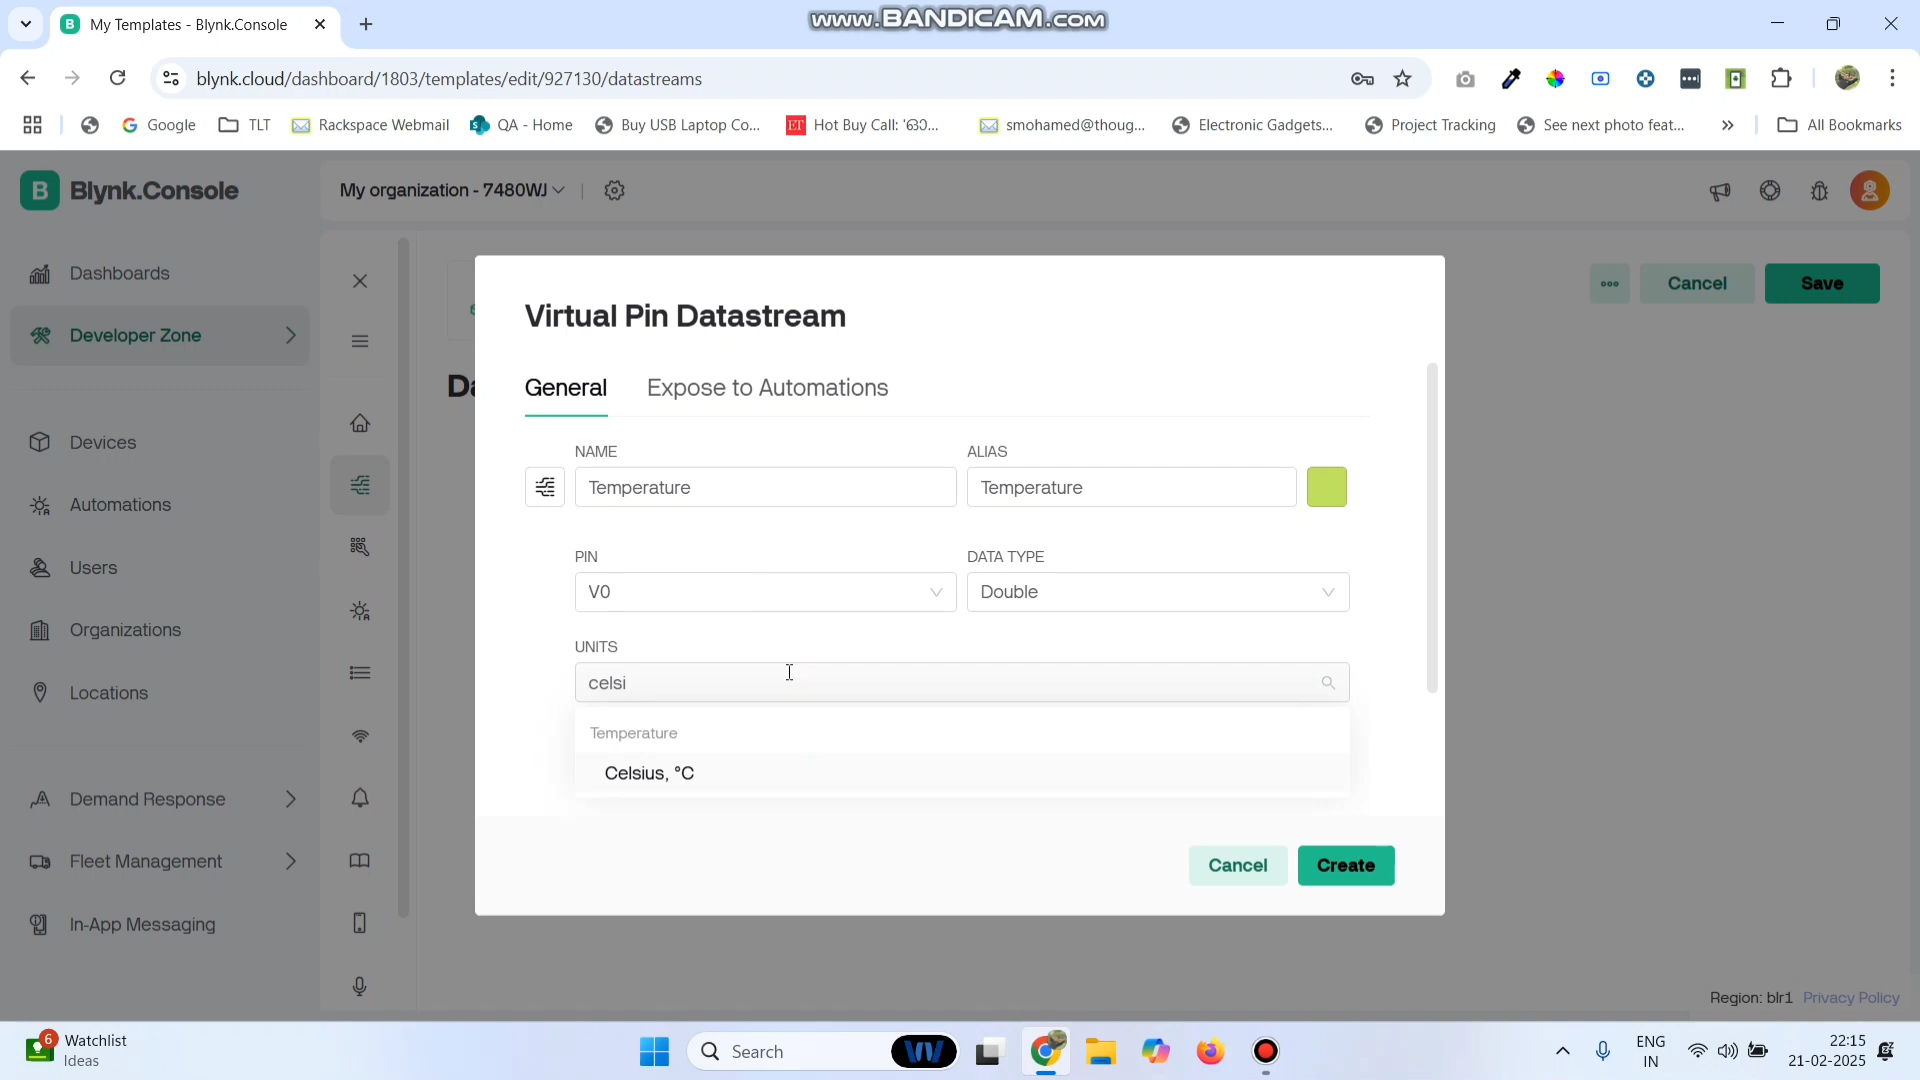 www.BANDICAM.com
My Templates - Blynk.Console
blynk.cloud/dashboard/1803/templates/edit/927130/datastreams
Google
TLT
Rackspace Webmail
QA - Home
Buy USB Laptop Co...
Hot Buy Call: '630...
smohamed@thoug...
Electronic Gadgets...
Project Tracking
See next photo feat...
All Bookmarks
B
Blynk.Console
My organization - 7480WJ
Dashboards
Developer Zone
Devices
Automations
Users
Organizations
Locations
Demand Response
Fleet Management
In-App Messaging
Cancel
Save
Da
Virtual Pin Datastream
General
Expose to Automations
NAME
ALIAS
Temperature
Temperature
PIN
DATA TYPE
V0
Double
UNITS
celsi
Temperature
Celsius, °C
Cancel
Create
Region: blr1
Privacy Policy
6
Watchlist
Ideas
Search
ENG
IN
22:15
21-02-2025